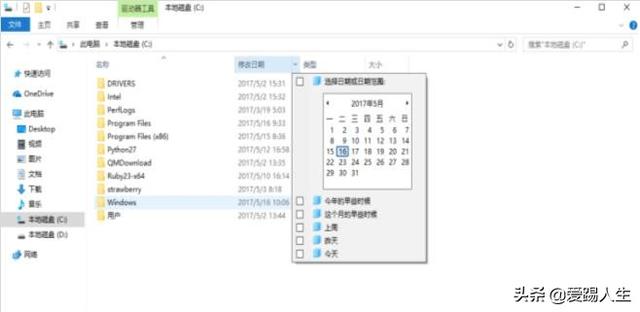 驱动器工具
本地磁盘 (C:)
文件
主页
共享
查看
管理
此电脑
本地磁盘 (C:)
搜索"本地磁盘 (C:)"
名称
修改日期
类型
大小
快速访问
OneDrive
此电脑
Desktop
视频
图片
文档
下载
音乐
本地磁盘 (C:)
本地磁盘 (D:)
网络
DRIVERS 2017/5/2 15:31
Intel 2017/5/2 15:31
PerfLogs 2017/3/19 5:03
Program Files 2017/5/16 9:33
Program Files (x86) 2017/5/15 8:36
Python27 2017/5/12 16:58
QMDownload 2017/5/2 13:35
Ruby23-x64 2017/5/10 14:16
strawberry 2017/5/3 8:18
Windows 2017/5/16 10:06
用户 2017/5/2 13:44
选择日期或日期范围:
2017年5月
一 二 三 四 五 六 日
1 2 3 4 5 6 7
8 9 10 11 12 13 14
15 16 17 18 19 20 21
22 23 24 25 26 27 28
29 30 31
今年的早些时候
这个月的早些时候
上周
昨天
今天
头条 @爱踢人生